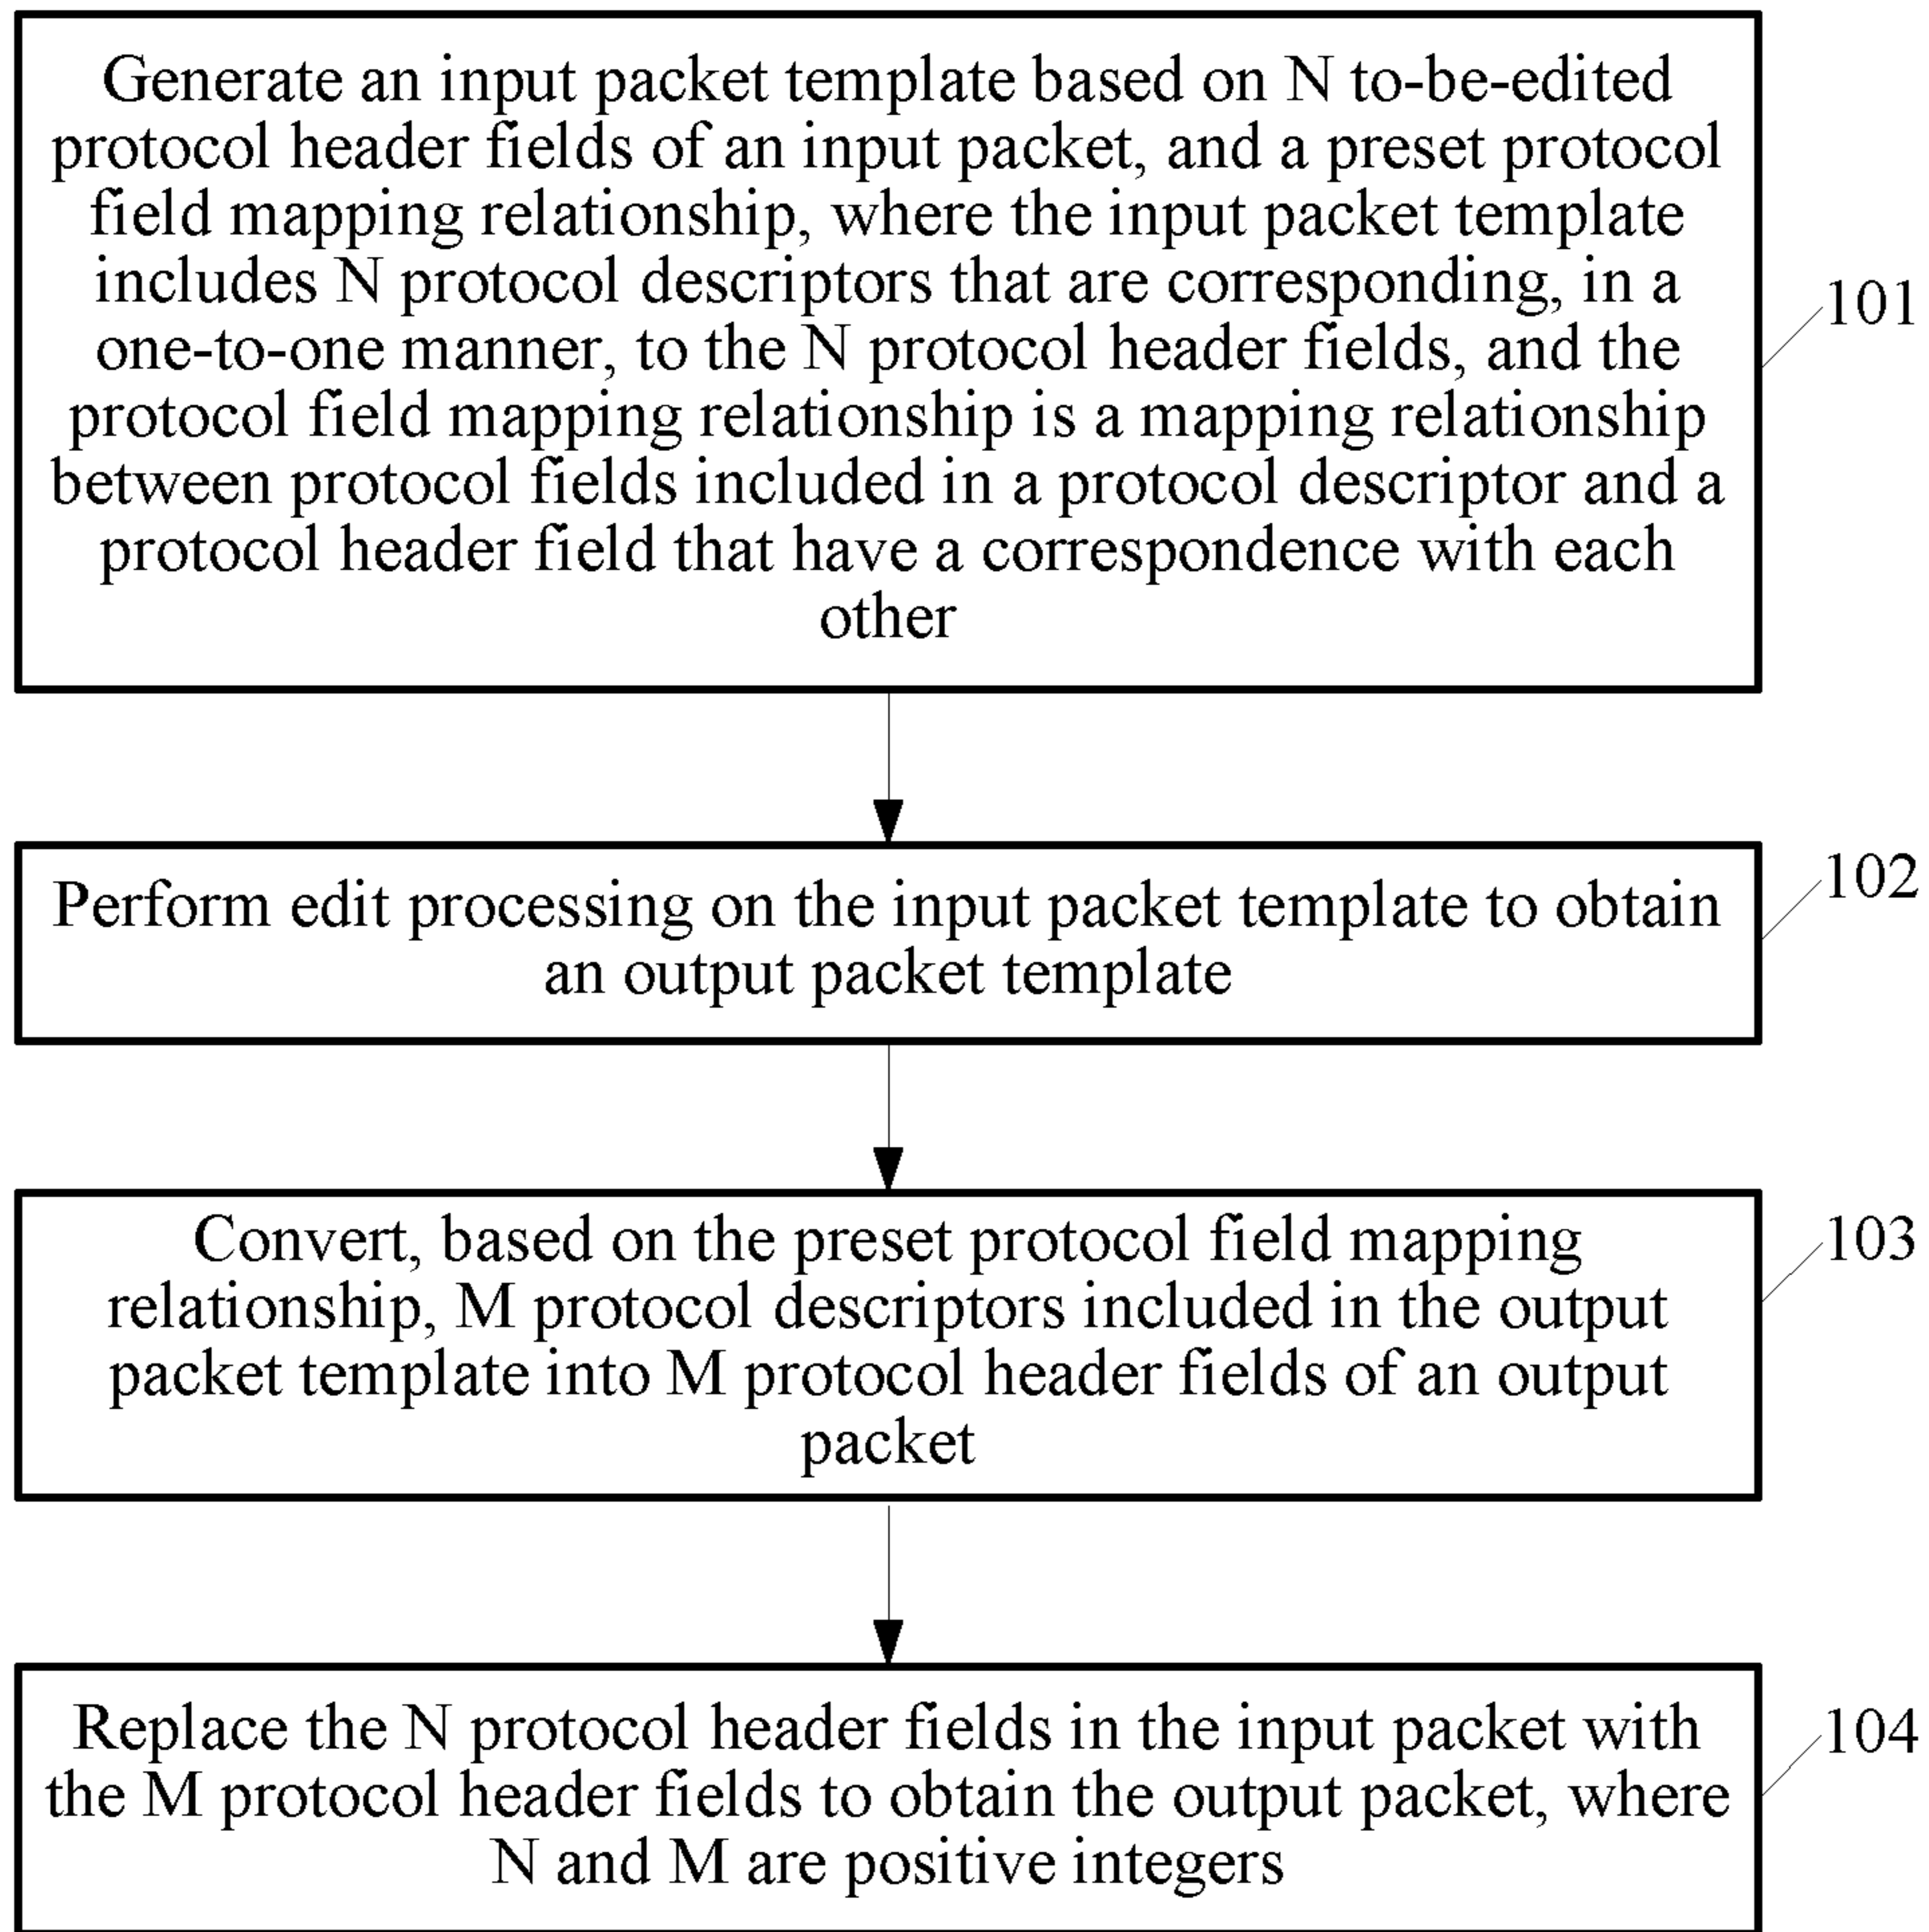 Generate an input packet template based on N to-be-edited
protocol header fields of an input packet, and a preset protocol
field mapping relationship, where the input packet template
includes N protocol descriptors that are corresponding, in a
one-to-one manner, to the N protocol header fields, and the
protocol field mapping relationship is a mapping relationship
between protocol fields included in a protocol descriptor and a
protocol header field that have a correspondence with each
other
101
Perform edit processing on the input packet template to obtain
an output packet template
102
Convert, based on the preset protocol field mapping
relationship, M protocol descriptors included in the output
packet template into M protocol header fields of an output
packet
103
Replace the N protocol header fields in the input packet with
the M protocol header fields to obtain the output packet, where
N and M are positive integers
104